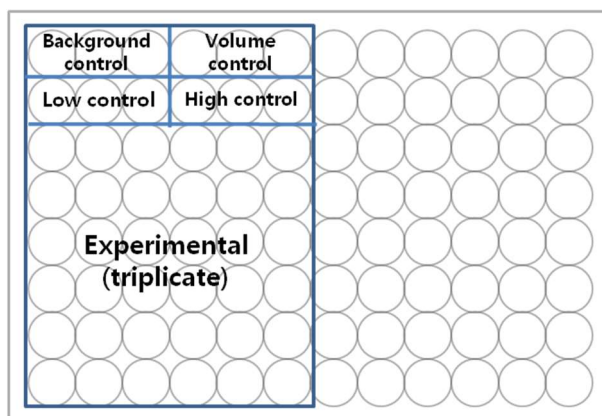 Background
control
Volume
control
Low control
High control
Experimental
(triplicate)